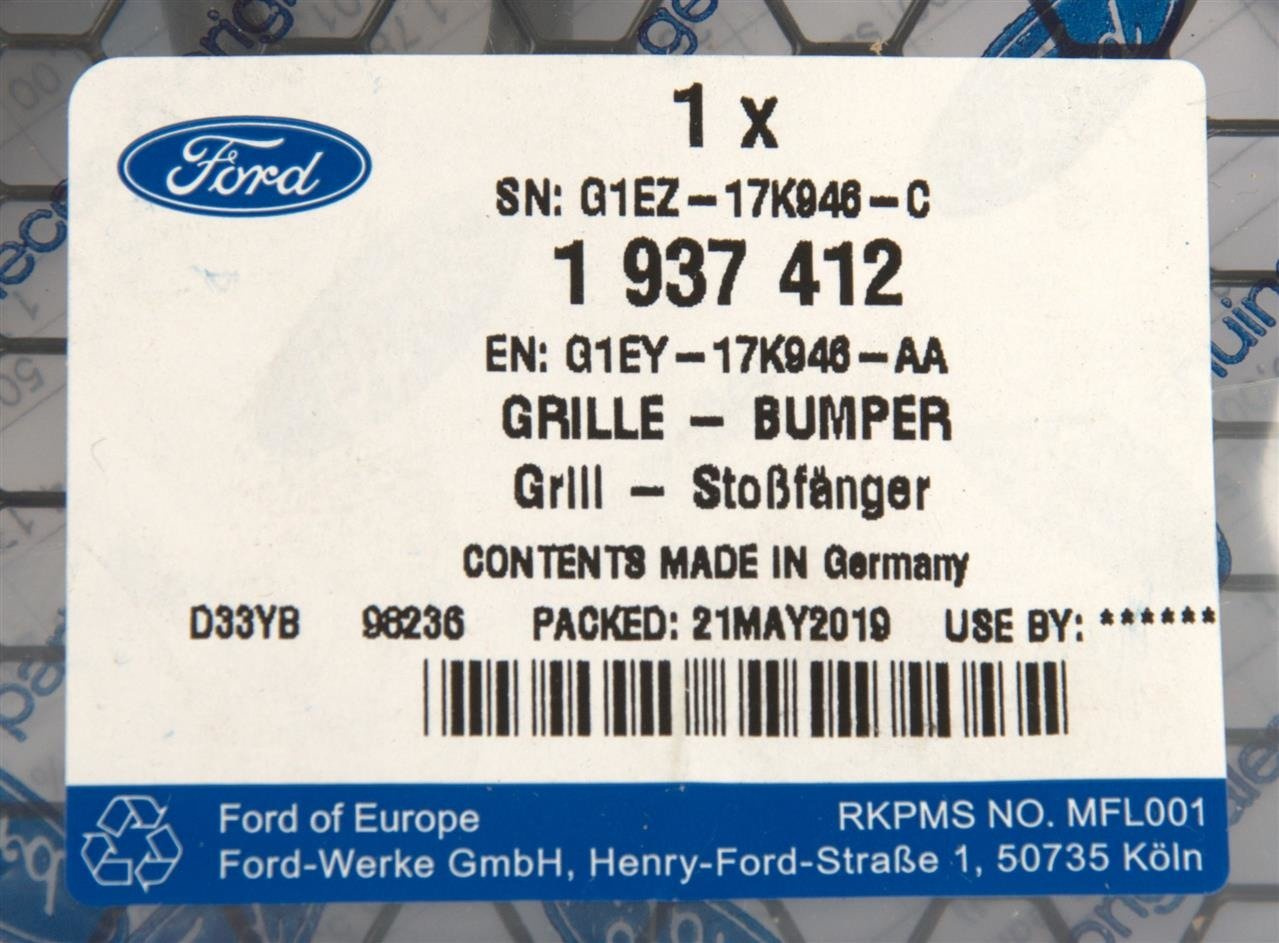 Ford
1 x
SN: G1EZ-17K946-C
1 937 412
EN: G1EY-17K946-AA
GRILLE - BUMPER
Grill - Stoßfänger
CONTENTS MADE IN Germany
D33YB 96236 PACKED: 21MAY2019 USE BY: ******
Ford of Europe
RKPMS NO. MFL001
Ford-Werke GmbH, Henry-Ford-Straße 1, 50735 Köln